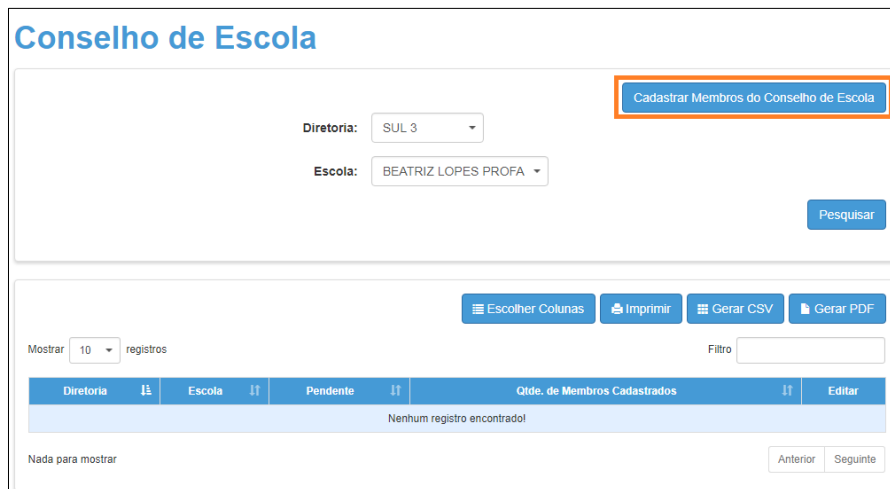 Conselho de Escola
Cadastrar Membros do Conselho de Escola
Diretoria: SUL 3
Escola: BEATRIZ LOPES PROFA
Pesquisar
Escolher Colunas Imprimir Gerar CSV Gerar PDF
Mostrar 10 registros Filtro
Diretoria Escola Pendente Qtde. de Membros Cadastrados Editar
Nenhum registro encontrado!
Nada para mostrar Anterior Seguinte